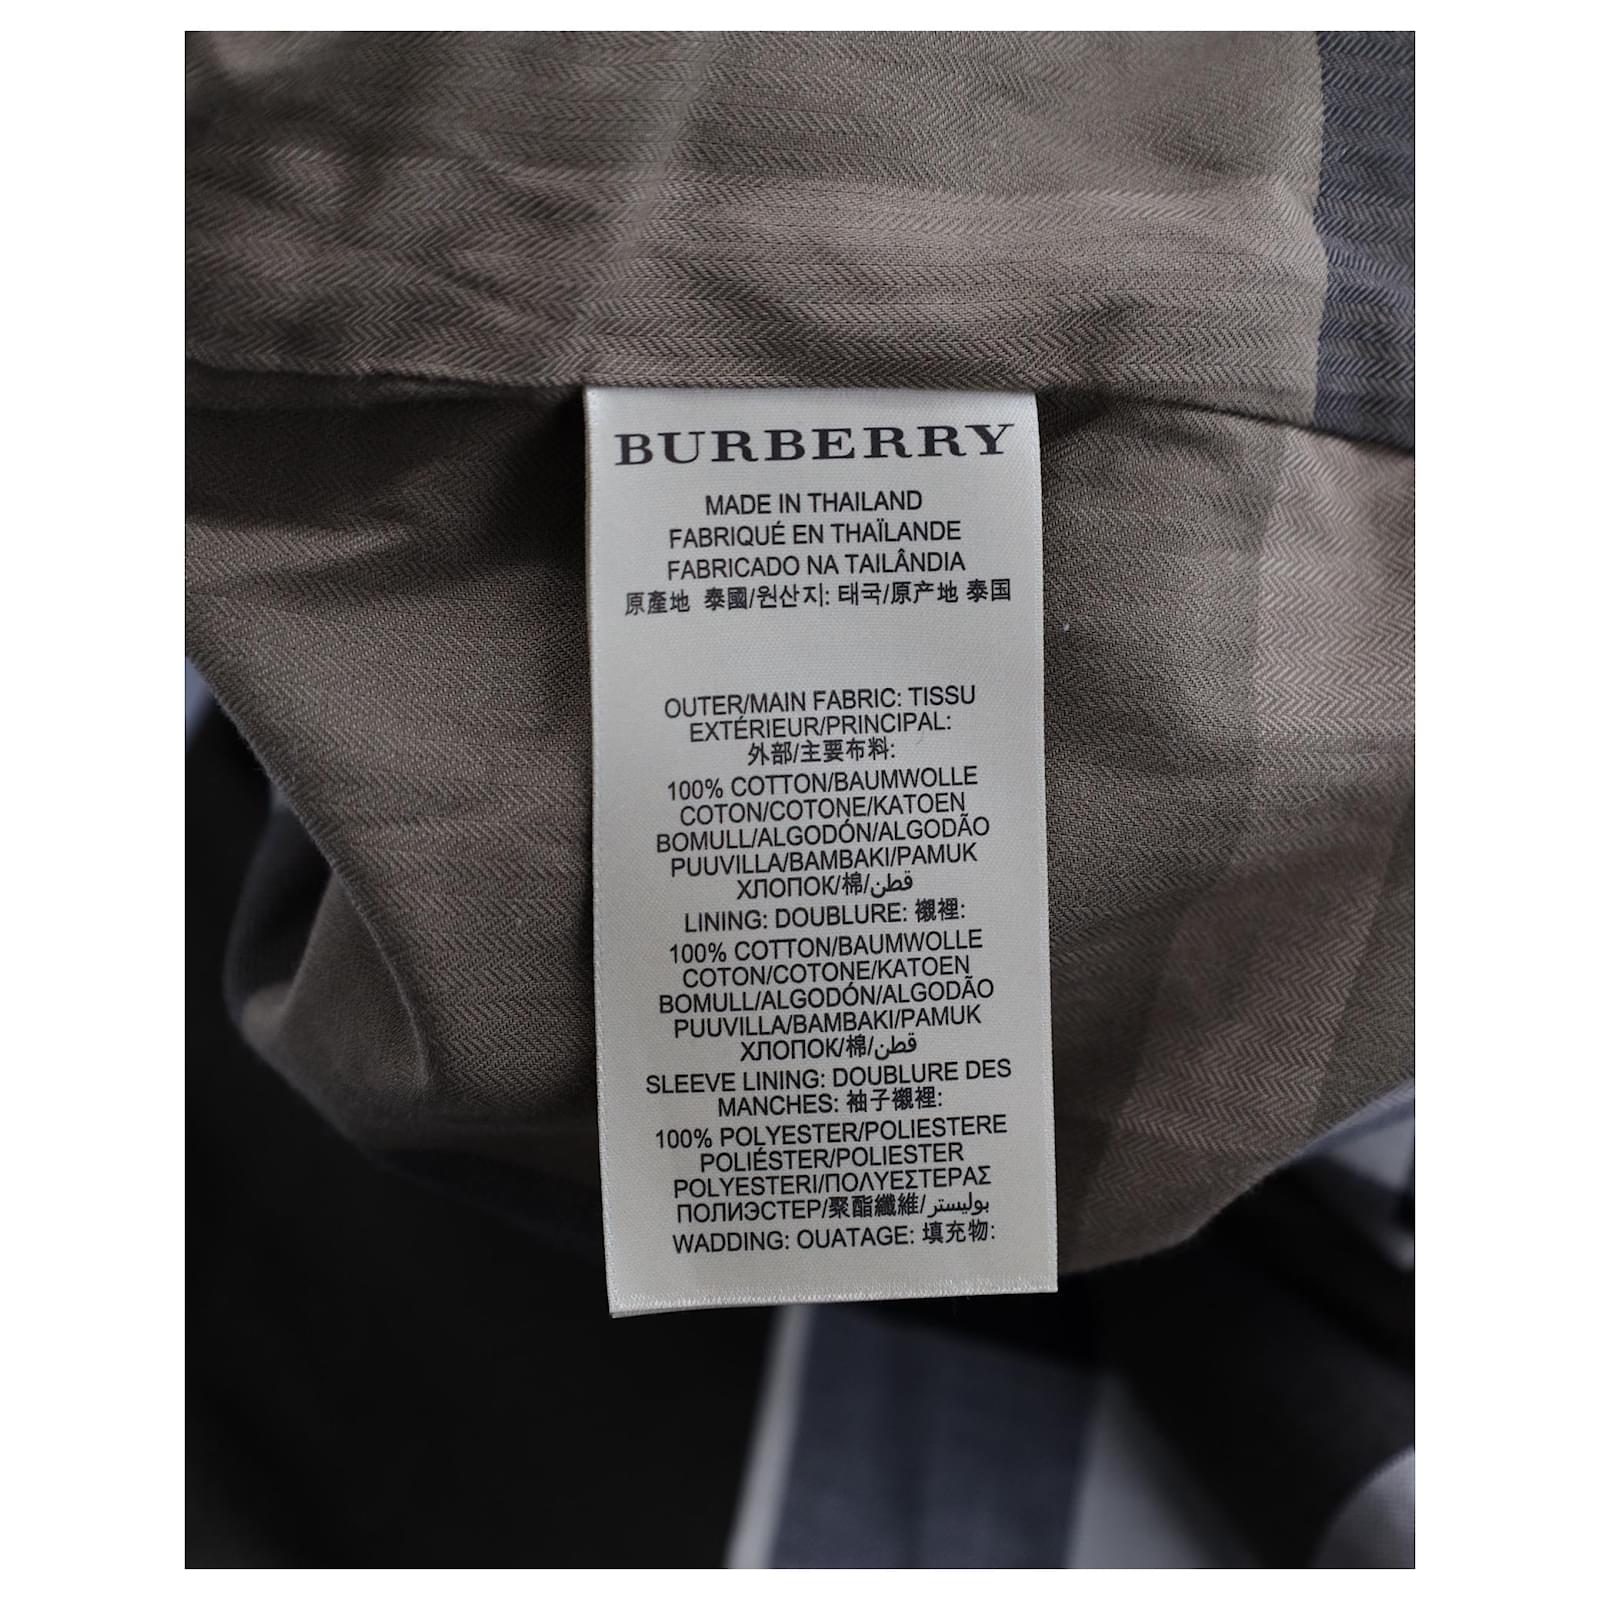 BURBERRY
MADE IN THAILAND
FABRIQUÉ EN THAÏLANDE
FABRICADO NA TAILÂNDIA
原產地 泰國/원산지: 태국/原产地 泰国
OUTER/MAIN FABRIC: TISSU
EXTÉRIEUR/PRINCIPAL:
外部/主要布料:
100% COTTON/BAUMWOLLE
COTON/COTONE/KATOEN
BOMULL/ALGODÓN/ALGODÃO
PUUVILLA/BAMBAKI/PAMUK
ХЛОПОК/棉/قطن
LINING: DOUBLURE: 襯裡:
100% COTTON/BAUMWOLLE
COTON/COTONE/KATOEN
BOMULL/ALGODÓN/ALGODÃO
PUUVILLA/BAMBAKI/PAMUK
ХЛОПОК/棉/قطن
SLEEVE LINING: DOUBLURE DES
MANCHES: 袖子襯裡:
100% POLYESTER/POLIESTERE
POLIÉSTER/POLIESTER
POLYESTERI/ΠΟΛΥΕΣΤΕΡΑΣ
ПОЛИЭСТЕР/聚酯纖維/بوليستر
WADDING: OUATAGE: 填充物: